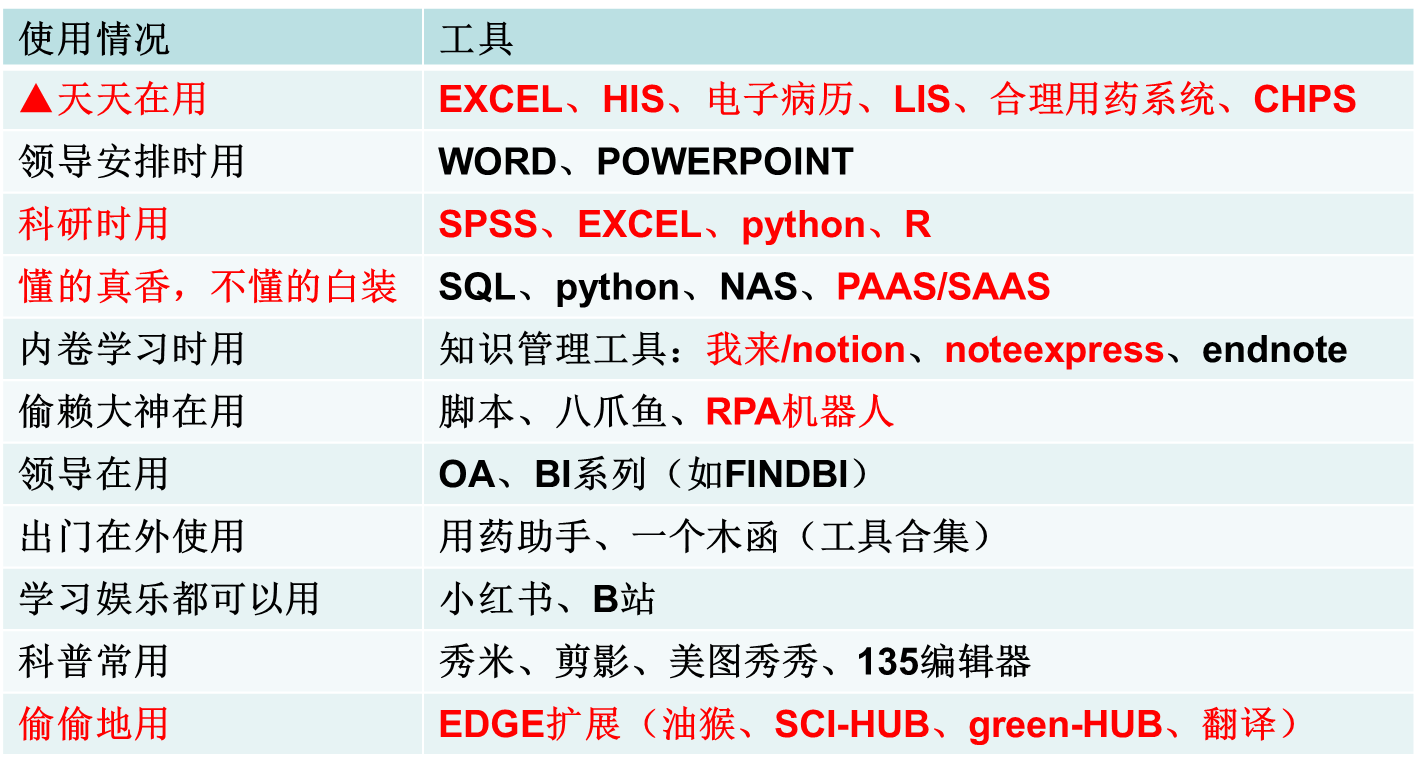 使用情况 工具
▲天天在用 EXCEL、HIS、电子病历、LIS、合理用药系统、CHPS
领导安排时用 WORD、POWERPOINT
科研时用 SPSS、EXCEL、python、R
懂的真香，不懂的白装 SQL、python、NAS、PAAS/SAAS
内卷学习时用 知识管理工具：我来/notion、noteexpress、endnote
偷赖大神在用 脚本、八爪鱼、RPA机器人
领导在用 OA、BI系列（如FINDBI）
出门在外使用 用药助手、一个木函（工具合集）
学习娱乐都可以用 小红书、B站
科普常用 秀米、剪影、美图秀秀、135编辑器
偷偷地用 EDGE扩展（油猴、SCI-HUB、green-HUB、翻译）